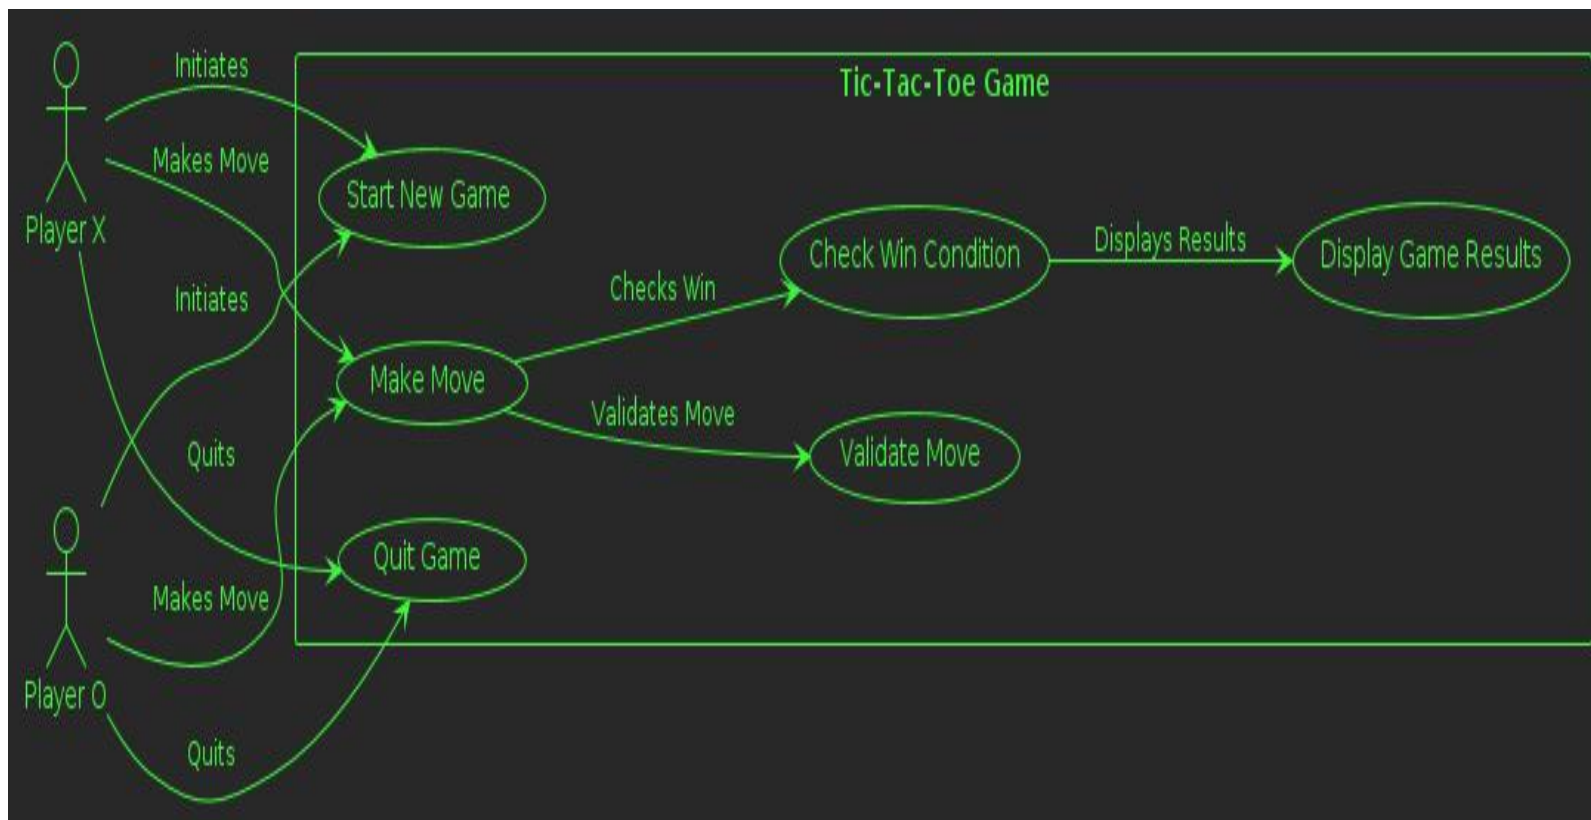 Initiates
Tic-Tac-Toe Game
Makes Move
Start New Game
Player X
Displays Results
Check Win Condition
Display Game Results
Initiates
Checks Win
Make Move
Validates Move
Quits
Validate Move
Quit Game
Makes Move
Player O
Quits